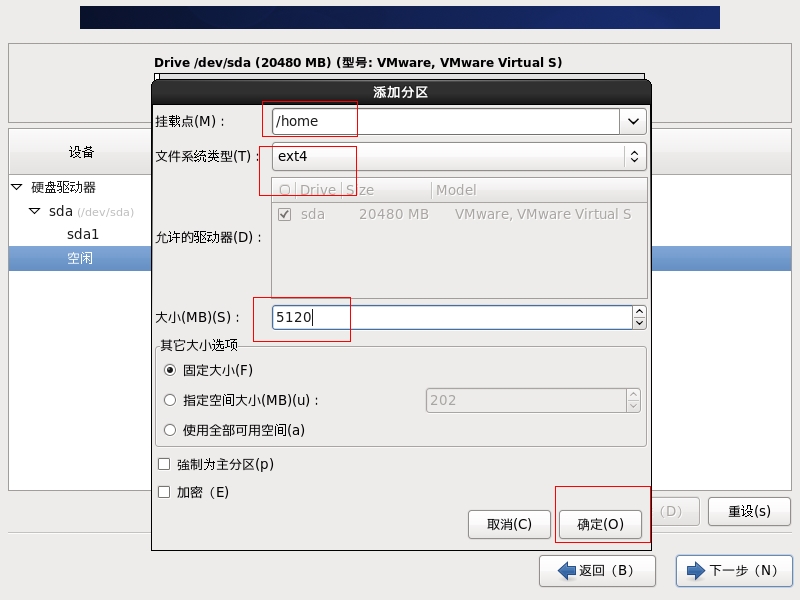 Drive /dev/sda (20480 MB) (型号: VMware, VMware Virtual S)
添加分区
挂载点(M)：
/home
文件系统类型(T)：
ext4
Drive
Size
Model
sda
20480 MB
VMware, VMware Virtual S
允许的驱动器(D)：
大小(MB)(S)：
5120
其它大小选项
固定大小(F)
指定空间大小(MB)(u)：
202
使用全部可用空间(a)
強制为主分区(p)
加密（E)
取消(C)
确定(O)
设备
硬盘驱动器
sda (/dev/sda)
sda1
空闲
（D）
重设(s)
返回（B）
下一步（N）